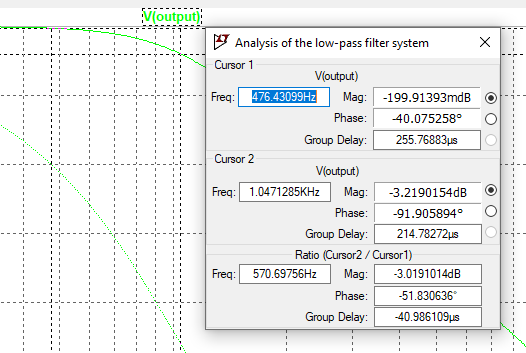 V(output)
Analysis of the low-pass filter system
Cursor 1
V(output)
Freq: 476.43099Hz Mag: -199.91393mdB
Phase: -40.075258°
Group Delay: 255.76883µs
Cursor 2
V(output)
Freq: 1.0471285KHz Mag: -3.2190154dB
Phase: -91.905894°
Group Delay: 214.78272µs
Ratio (Cursor2 / Cursor1)
Freq: 570.69756Hz Mag: -3.0191014dB
Phase: -51.830636°
Group Delay: -40.986109µs